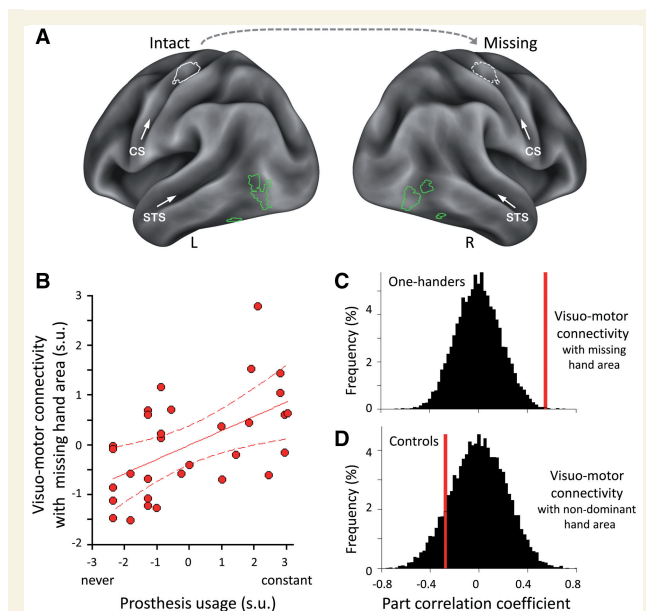 A
Intact
Missing
CS
CS
STS
STS
L
R
B
Visuo-motor connectivity
with missing hand area (s.u.)
3
2
1
0
-1
-2
-3
-2
-1
0
1
2
3
never
constant
Prosthesis usage (s.u.)
C
One-handers
Frequency (%)
4
2
0
Visuo-motor
connectivity
with missing
hand area
D
Controls
Frequency (%)
4
2
0
Visuo-motor
connectivity
with non-dominant
hand area
-0.8
-0.4
0
0.4
0.8
Part correlation coefficient